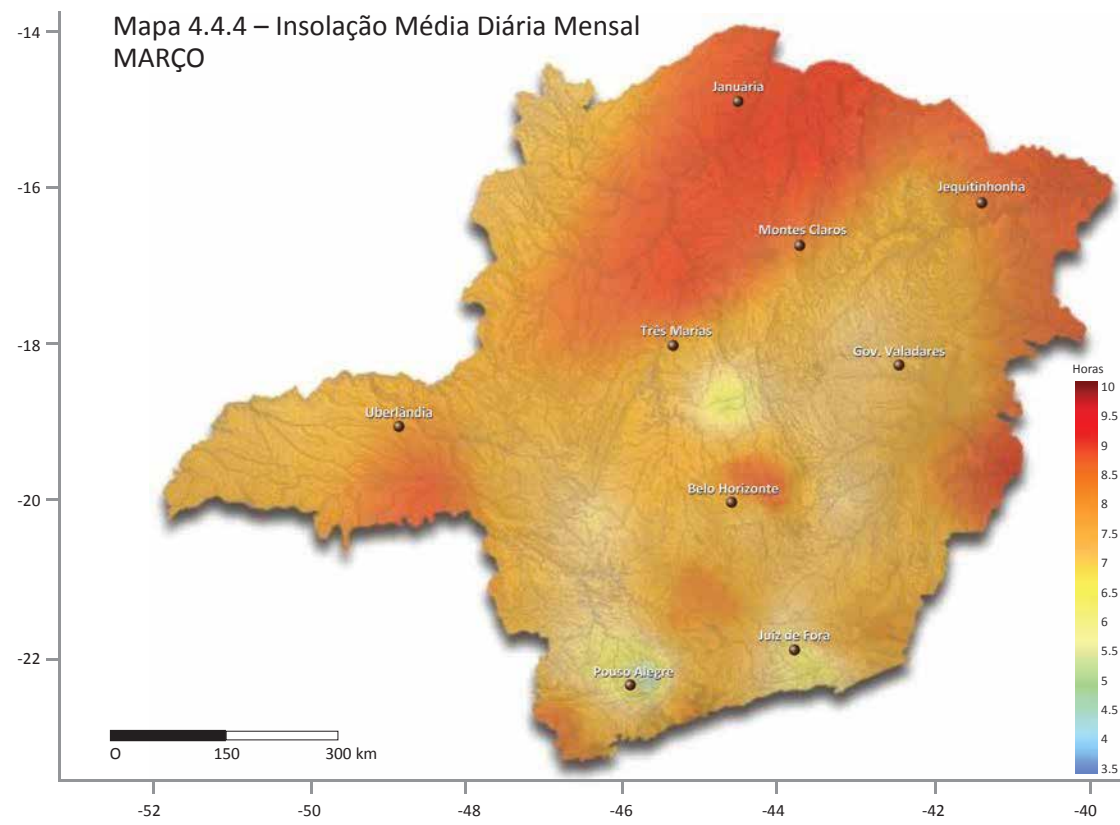 Mapa 4.4.4 – Insolação Média Diária Mensal
MARÇO
-14
-16
-18
-20
-22
Januária
Jequitinhonha
Montes Claros
Três Marias
Gov. Valadares
Uberlândia
Belo Horizonte
Juiz de Fora
Pouso Alegre
Horas
10
9.5
9
8.5
8
7.5
7
6.5
6
5.5
5
4.5
4
3.5
O 150 300 km
-52 -50 -48 -46 -44 -42 -40